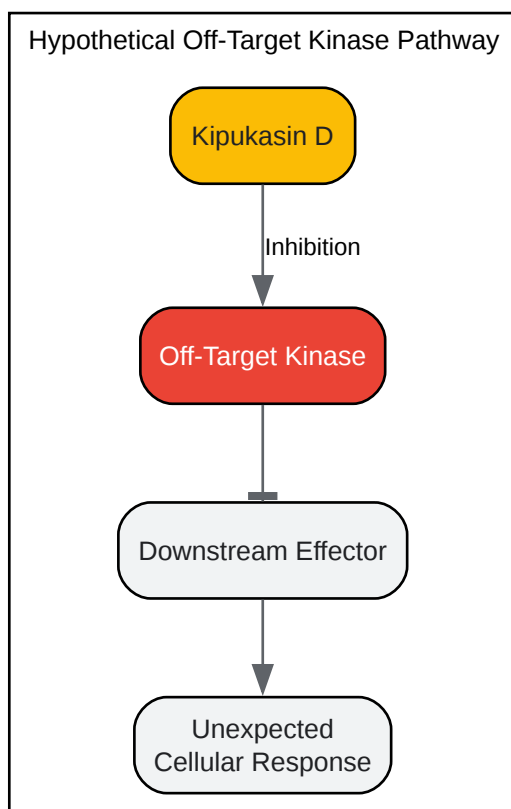 Hypothetical Off-Target Kinase Pathway
Kipukasin D
Inhibition
Off-Target Kinase
Downstream Effector
Unexpected
Cellular Response